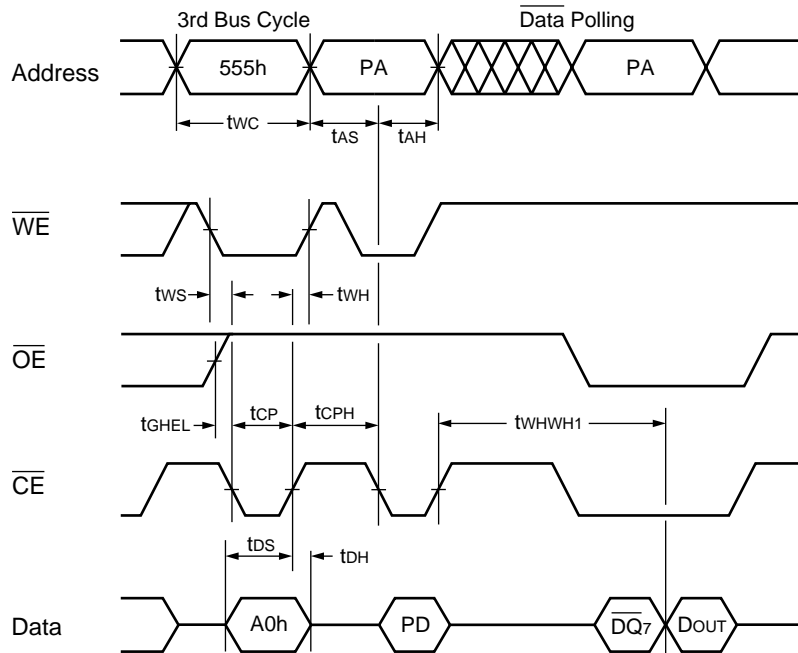 3rd Bus Cycle Data Polling
Address 555h PA PA
tWC tAS tAH
WE
tWS tWH
OE
tGHEL tCP tCPH tWHWH1
CE
tDS tDH
Data A0h PD DQ7 DOUT